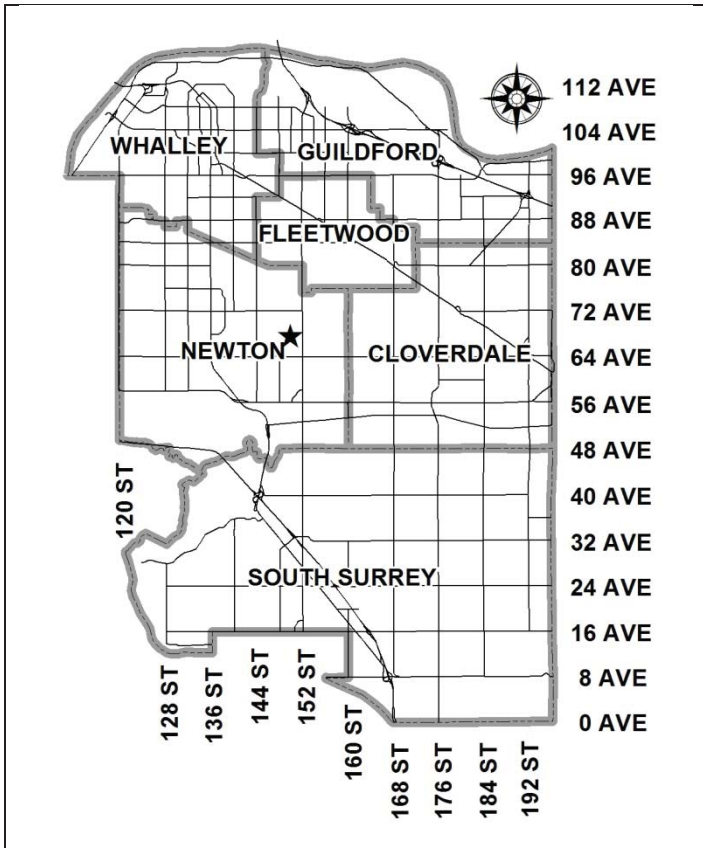 112 AVE
104 AVE
WHALLEY
GUILDFORD
96 AVE
88 AVE
FLEETWOOD
80 AVE
72 AVE
NEWTON
CLOVERDALE
64 AVE
56 AVE
48 AVE
120 ST
40 AVE
32 AVE
SOUTH SURREY
24 AVE
16 AVE
128 ST
136 ST
144 ST
152 ST
160 ST
8 AVE
0 AVE
168 ST
176 ST
184 ST
192 ST